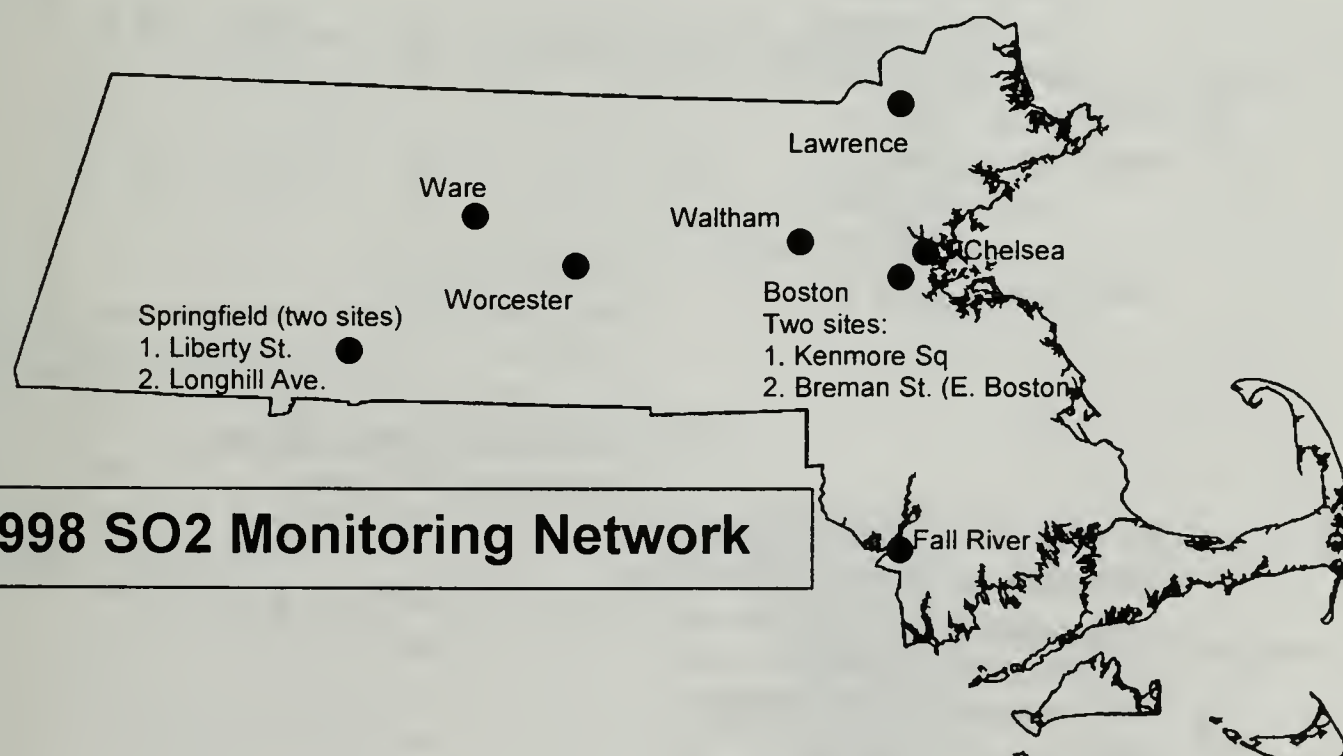 Lawrence
Ware
Waltham
Chelsea
Worcester
Boston
Two sites:
1. Kenmore Sq
2. Breman St. (E. Boston)
Springfield (two sites)
1. Liberty St.
2. Longhill Ave.
998 SO2 Monitoring Network
Fall River